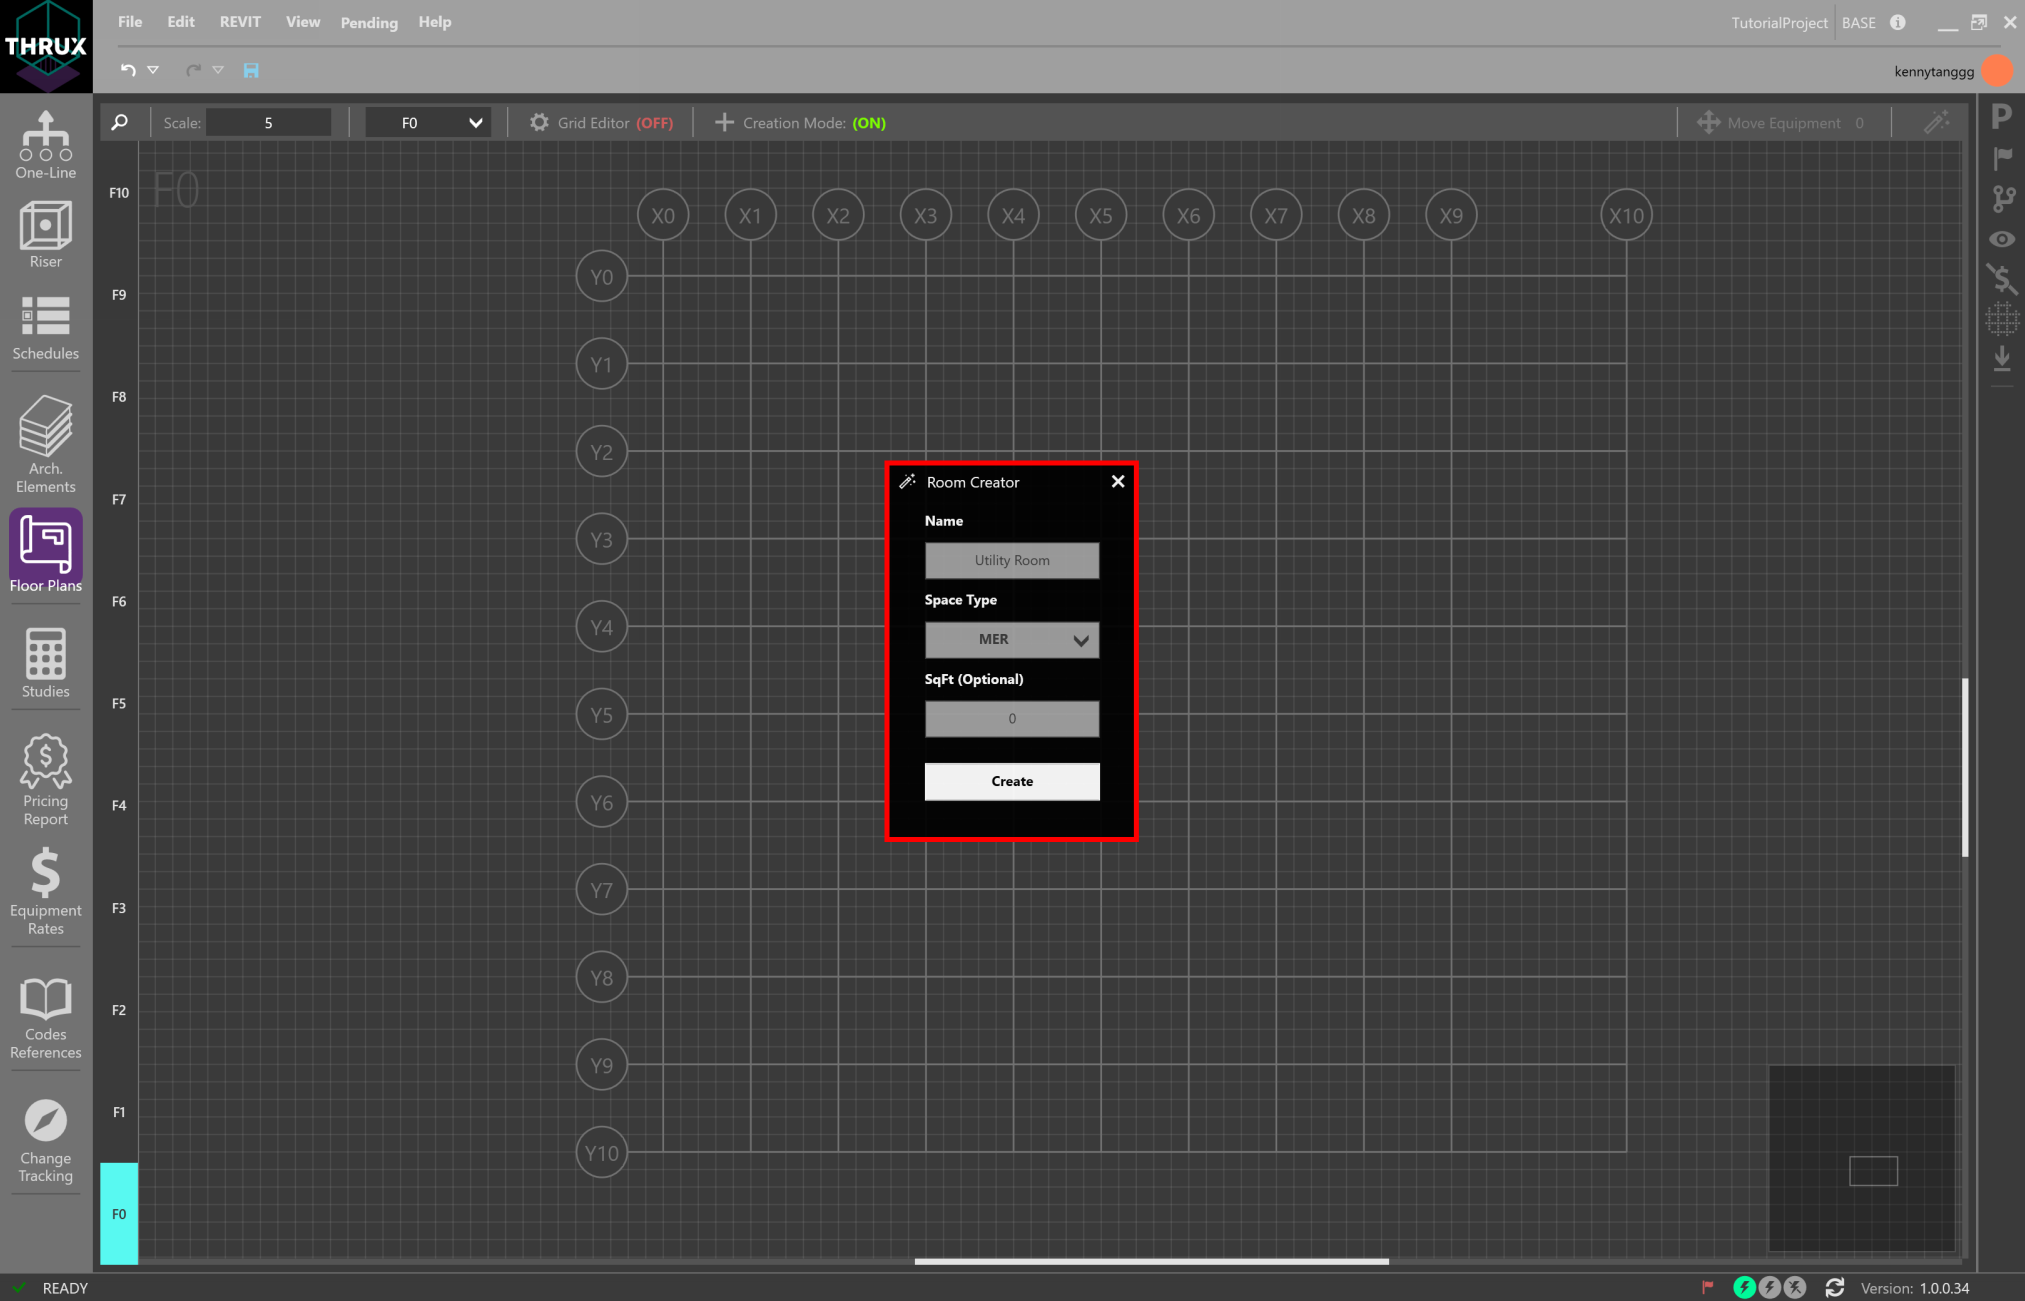 THRUX
File Edit REVIT View Pending Help
TutorialProject BASE
kennytanggg
Scale: 5 F0 Grid Editor (OFF) Creation Mode: (ON) Move Equipment 0
One-Line
Riser
Schedules
Arch.
Elements
Floor Plans
Studies
Pricing
Report
Equipment
Rates
Codes
References
Change
Tracking
F10
F9
F8
F7
F6
F5
F4
F3
F2
F1
F0
F0
X0 X1 X2 X3 X4 X5 X6 X7 X8 X9 X10
Y0
Y1
Y2
Y3
Y4
Y5
Y6
Y7
Y8
Y9
Y10
Room Creator
Name
Utility Room
Space Type
MER
SqFt (Optional)
0
Create
P
READY
Version: 1.0.0.34